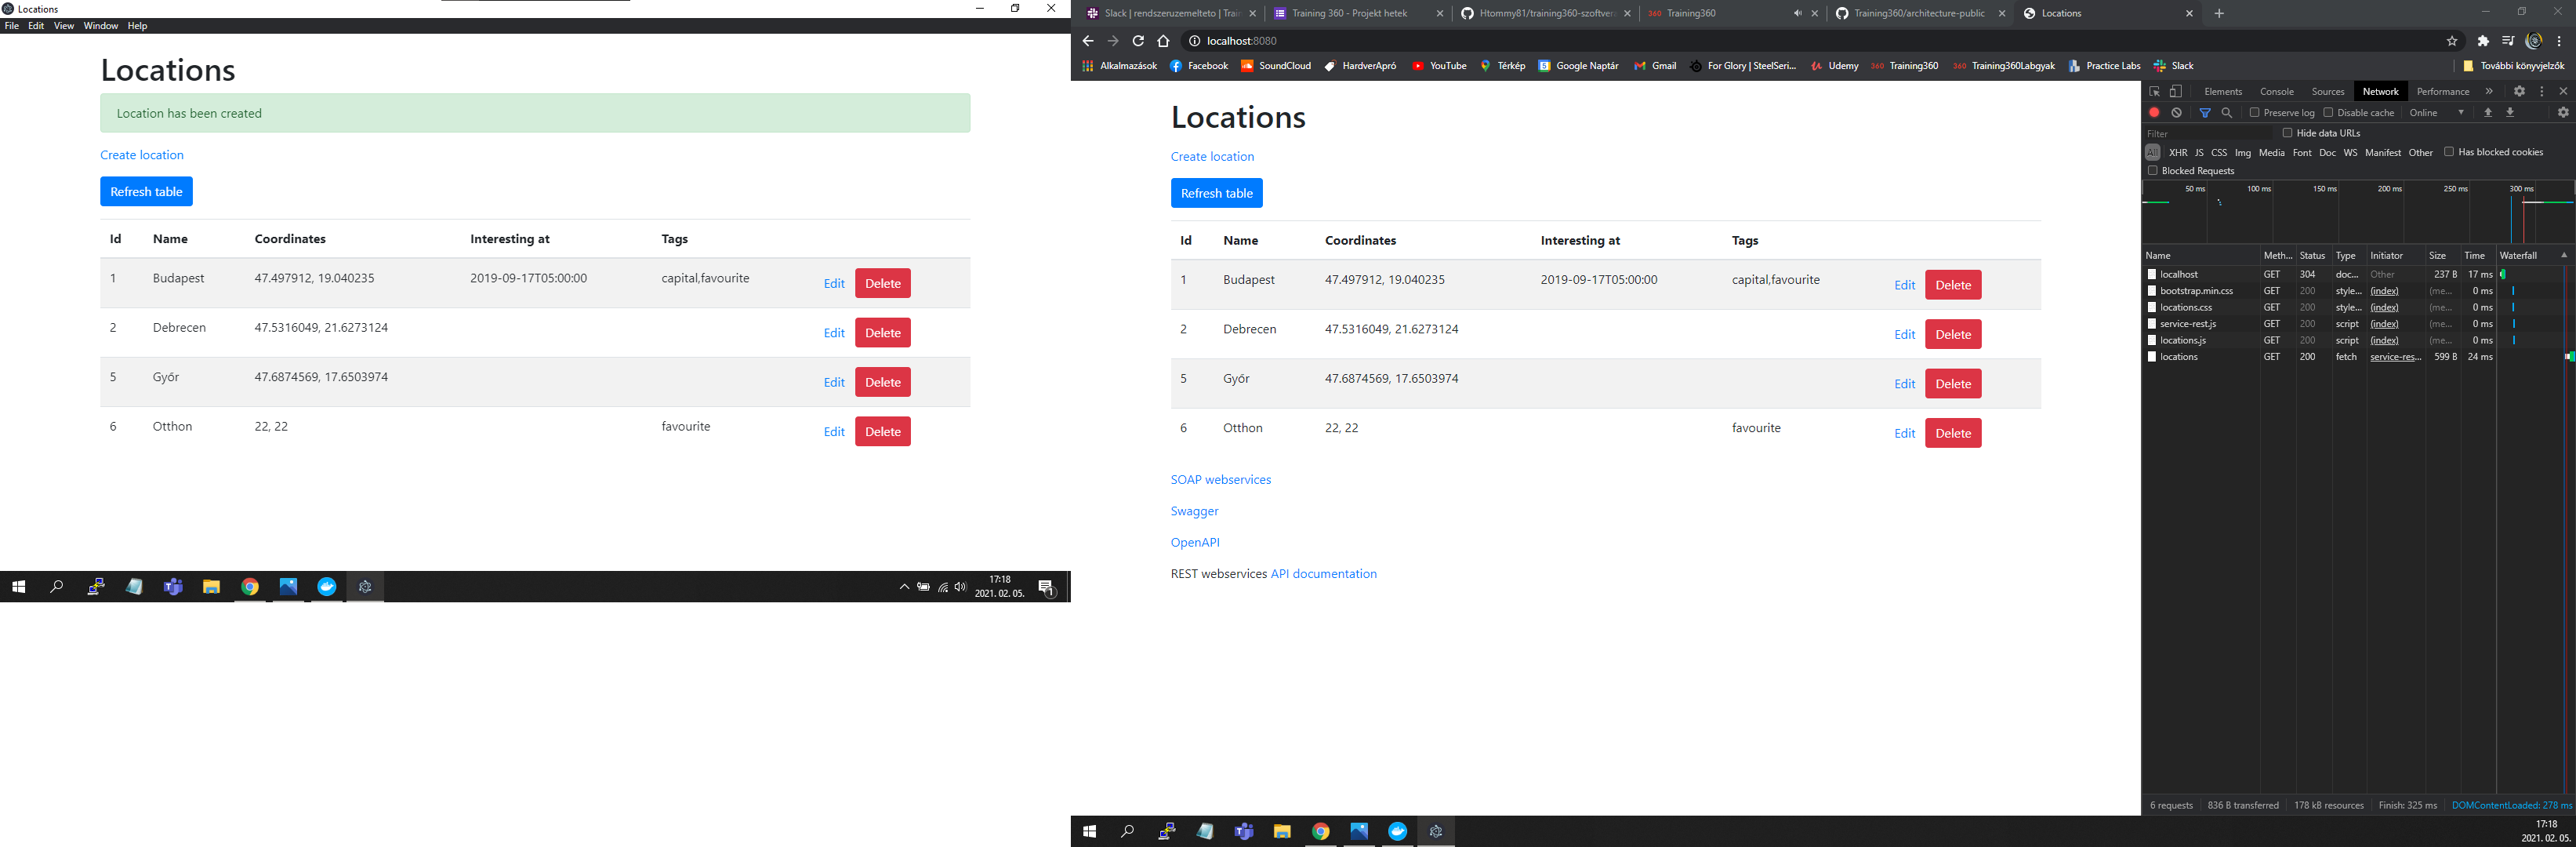 Locations
File Edit View Window Help
Locations
Location has been created
Create location
Refresh table
Id Name Coordinates Interesting at Tags
1 Budapest 47.497912, 19.040235 2019-09-17T05:00:00 capital,favourite Edit Delete
2 Debrecen 47.5316049, 21.6273124 Edit Delete
5 Győr 47.6874569, 17.6503974 Edit Delete
6 Otthon 22, 22 favourite Edit Delete
17:18
2021. 02. 05.
1
Slack | rendszeruzemelteto | Train Training 360 - Projekt hetek Htommy81/training360-szoftver 360 Training360 Training360/architecture-public Locations
localhost:8080
Alkalmazások Facebook SoundCloud HardverApró YouTube Térkép Google Naptár Gmail For Glory | SteelSeri... Udemy 360 Training360 360 Training360Labgyak Practice Labs Slack További könyvjelzők
Locations
Create location
Refresh table
Id Name Coordinates Interesting at Tags
1 Budapest 47.497912, 19.040235 2019-09-17T05:00:00 capital,favourite Edit Delete
2 Debrecen 47.5316049, 21.6273124 Edit Delete
5 Győr 47.6874569, 17.6503974 Edit Delete
6 Otthon 22, 22 favourite Edit Delete
SOAP webservices
Swagger
OpenAPI
REST webservices API documentation
Elements Console Sources Network Performance
Preserve log Disable cache Online
Filter Hide data URLs
All XHR JS CSS Img Media Font Doc WS Manifest Other Has blocked cookies
Blocked Requests
50 ms 100 ms 150 ms 200 ms 250 ms 300 ms
Name Meth... Status Type Initiator Size Time Waterfall
localhost GET 304 doc... Other 237 B 17 ms
bootstrap.min.css GET 200 style... (index) (me... 0 ms
locations.css GET 200 style... (index) (me... 0 ms
service-rest.js GET 200 script (index) (me... 0 ms
locations.js GET 200 script (index) (me... 0 ms
locations GET 200 fetch service-res... 599 B 24 ms
6 requests 836 B transferred 178 kB resources Finish: 325 ms DOMContentLoaded: 278 ms
17:18
2021. 02. 05.